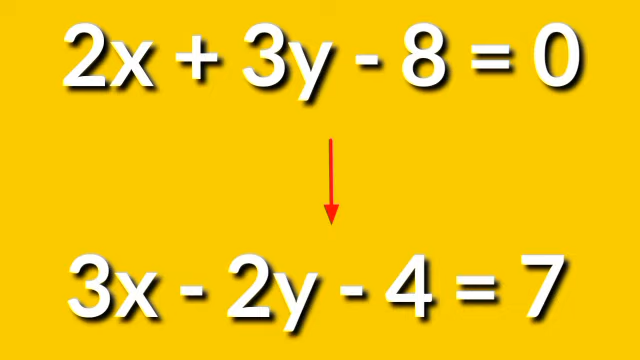 2x + 3y - 8 = 0
3x - 2y - 4 = 7